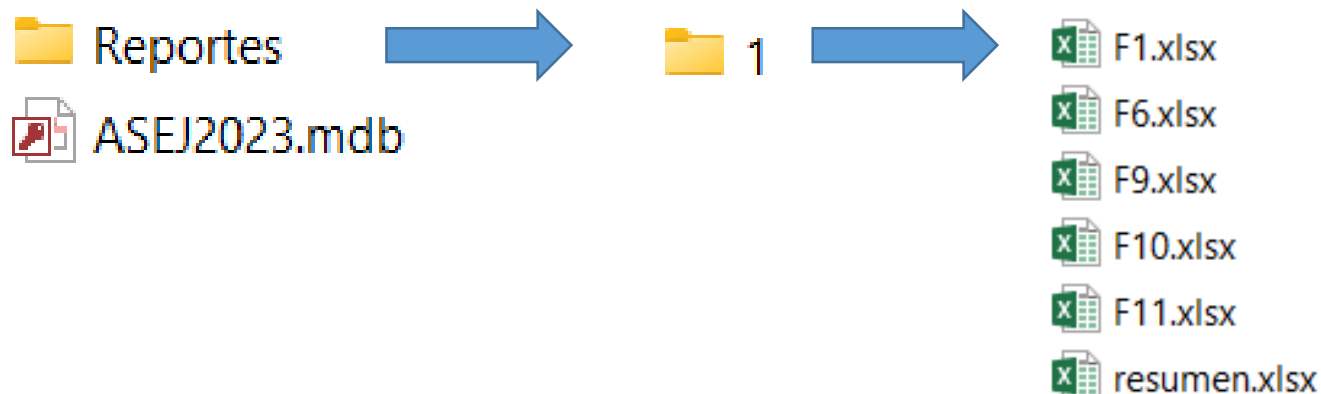 Reportes
ASEJ2023.mdb
1
F1.xlsx
F6.xlsx
F9.xlsx
F10.xlsx
F11.xlsx
resumen.xlsx